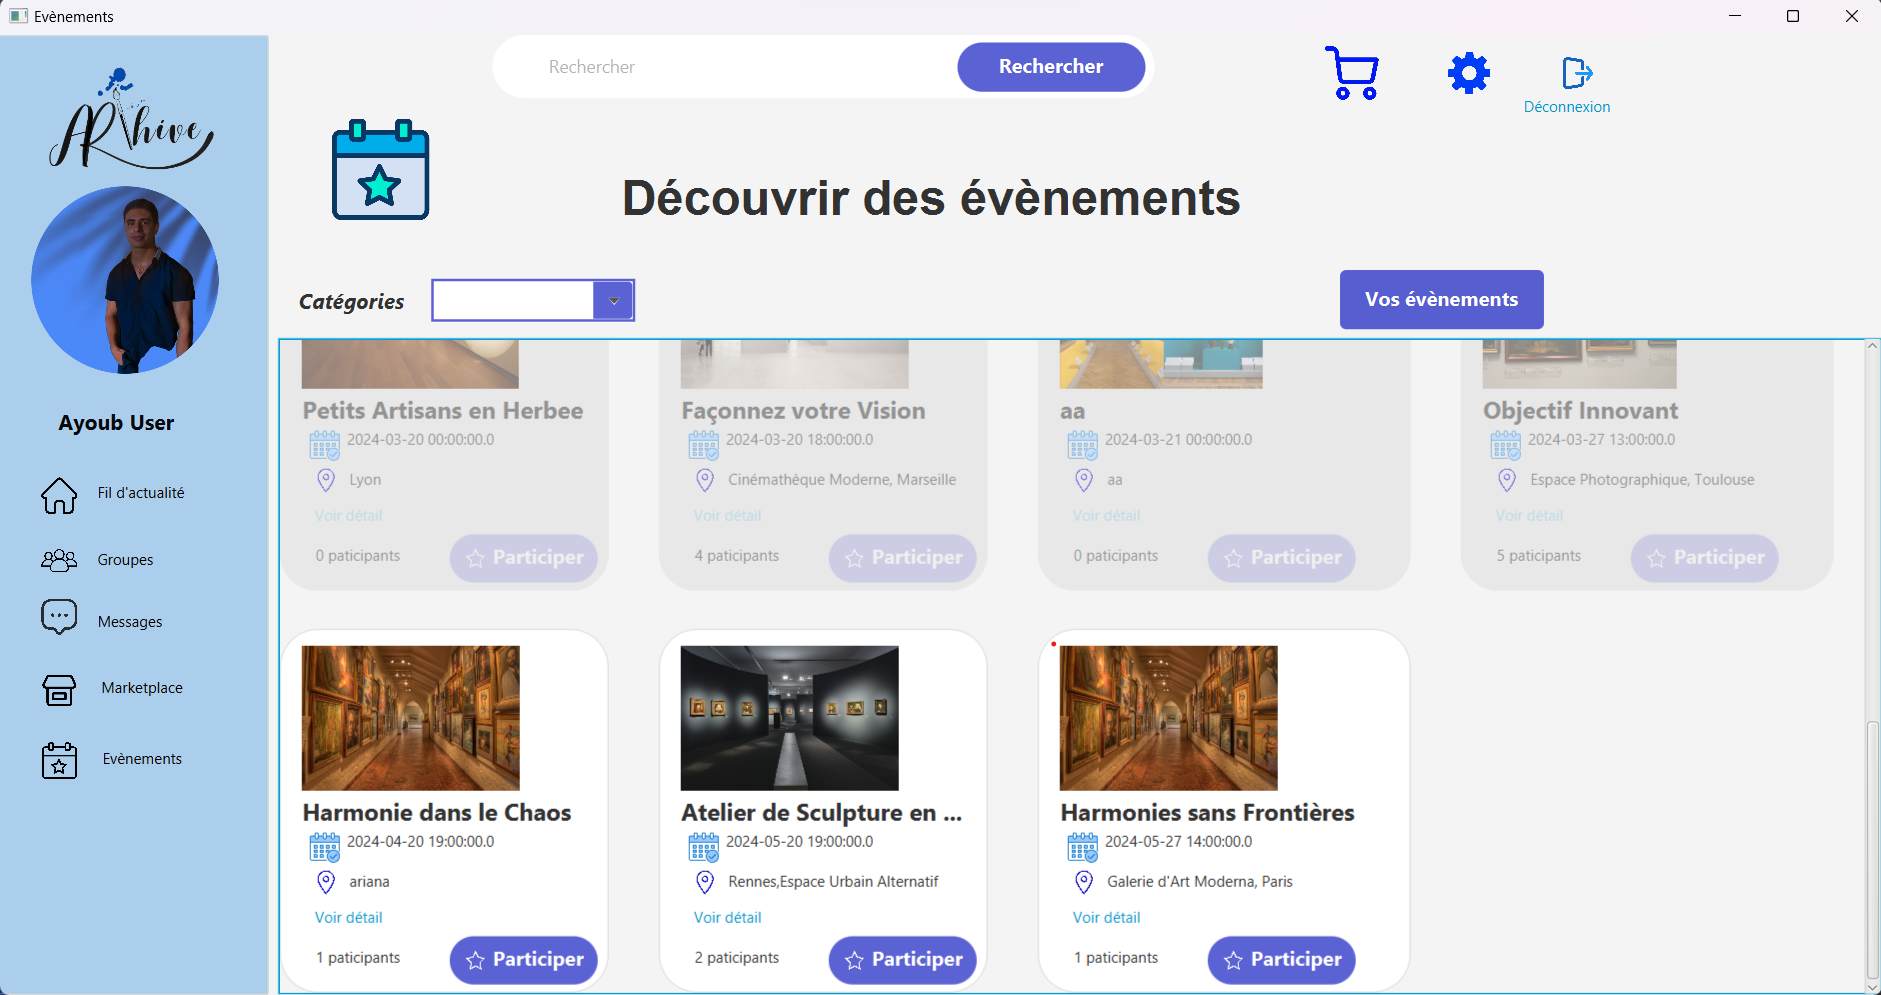 Evènements
ARthive
Rechercher
Rechercher
Déconnexion
Découvrir des évènements
Catégories
Vos évènements
Ayoub User
Fil d'actualité
Groupes
Messages
Marketplace
Evènements
Petits Artisans en Herbee
2024-03-20 00:00:00.0
Lyon
Voir détail
0 paticipants
Participer
Façonnez votre Vision
2024-03-20 18:00:00.0
Cinémathèque Moderne, Marseille
Voir détail
4 paticipants
Participer
aa
2024-03-21 00:00:00.0
aa
Voir détail
0 paticipants
Participer
Objectif Innovant
2024-03-27 13:00:00.0
Espace Photographique, Toulouse
Voir détail
5 paticipants
Participer
Harmonie dans le Chaos
2024-04-20 19:00:00.0
ariana
Voir détail
1 paticipants
Participer
Atelier de Sculpture en ...
2024-05-20 19:00:00.0
Rennes,Espace Urbain Alternatif
Voir détail
2 paticipants
Participer
Harmonies sans Frontières
2024-05-27 14:00:00.0
Galerie d'Art Moderna, Paris
Voir détail
1 paticipants
Participer